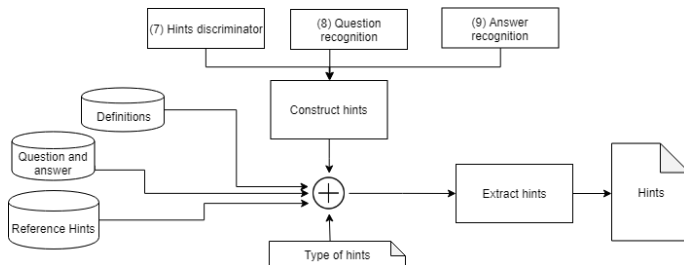 (7) Hints discriminator
(8) Question
recognition
(9) Answer
recognition
Construct hints
Definitions
Question and
answer
Reference Hints
Extract hints
Hints
Type of hints